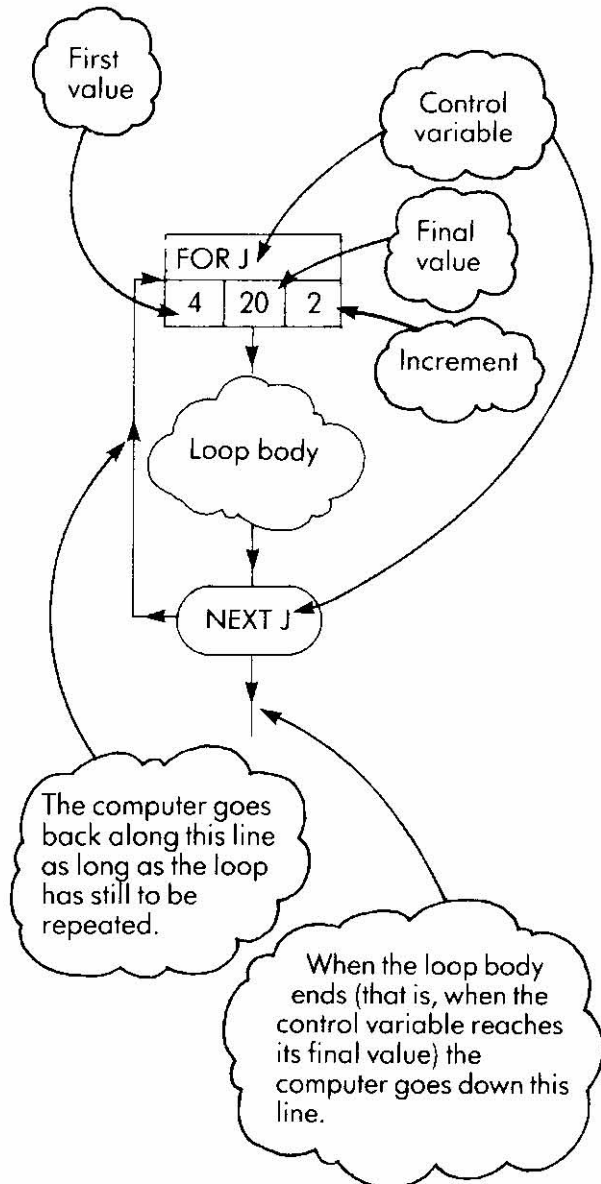 First
value
Control
variable
Final
value
FOR J
4 20 2
Increment
Loop body
NEXT J
The computer goes
back along this line
as long as the loop
has still to be
repeated.
When the loop body
ends (that is, when the
control variable reaches
its final value) the
computer goes down this
line.